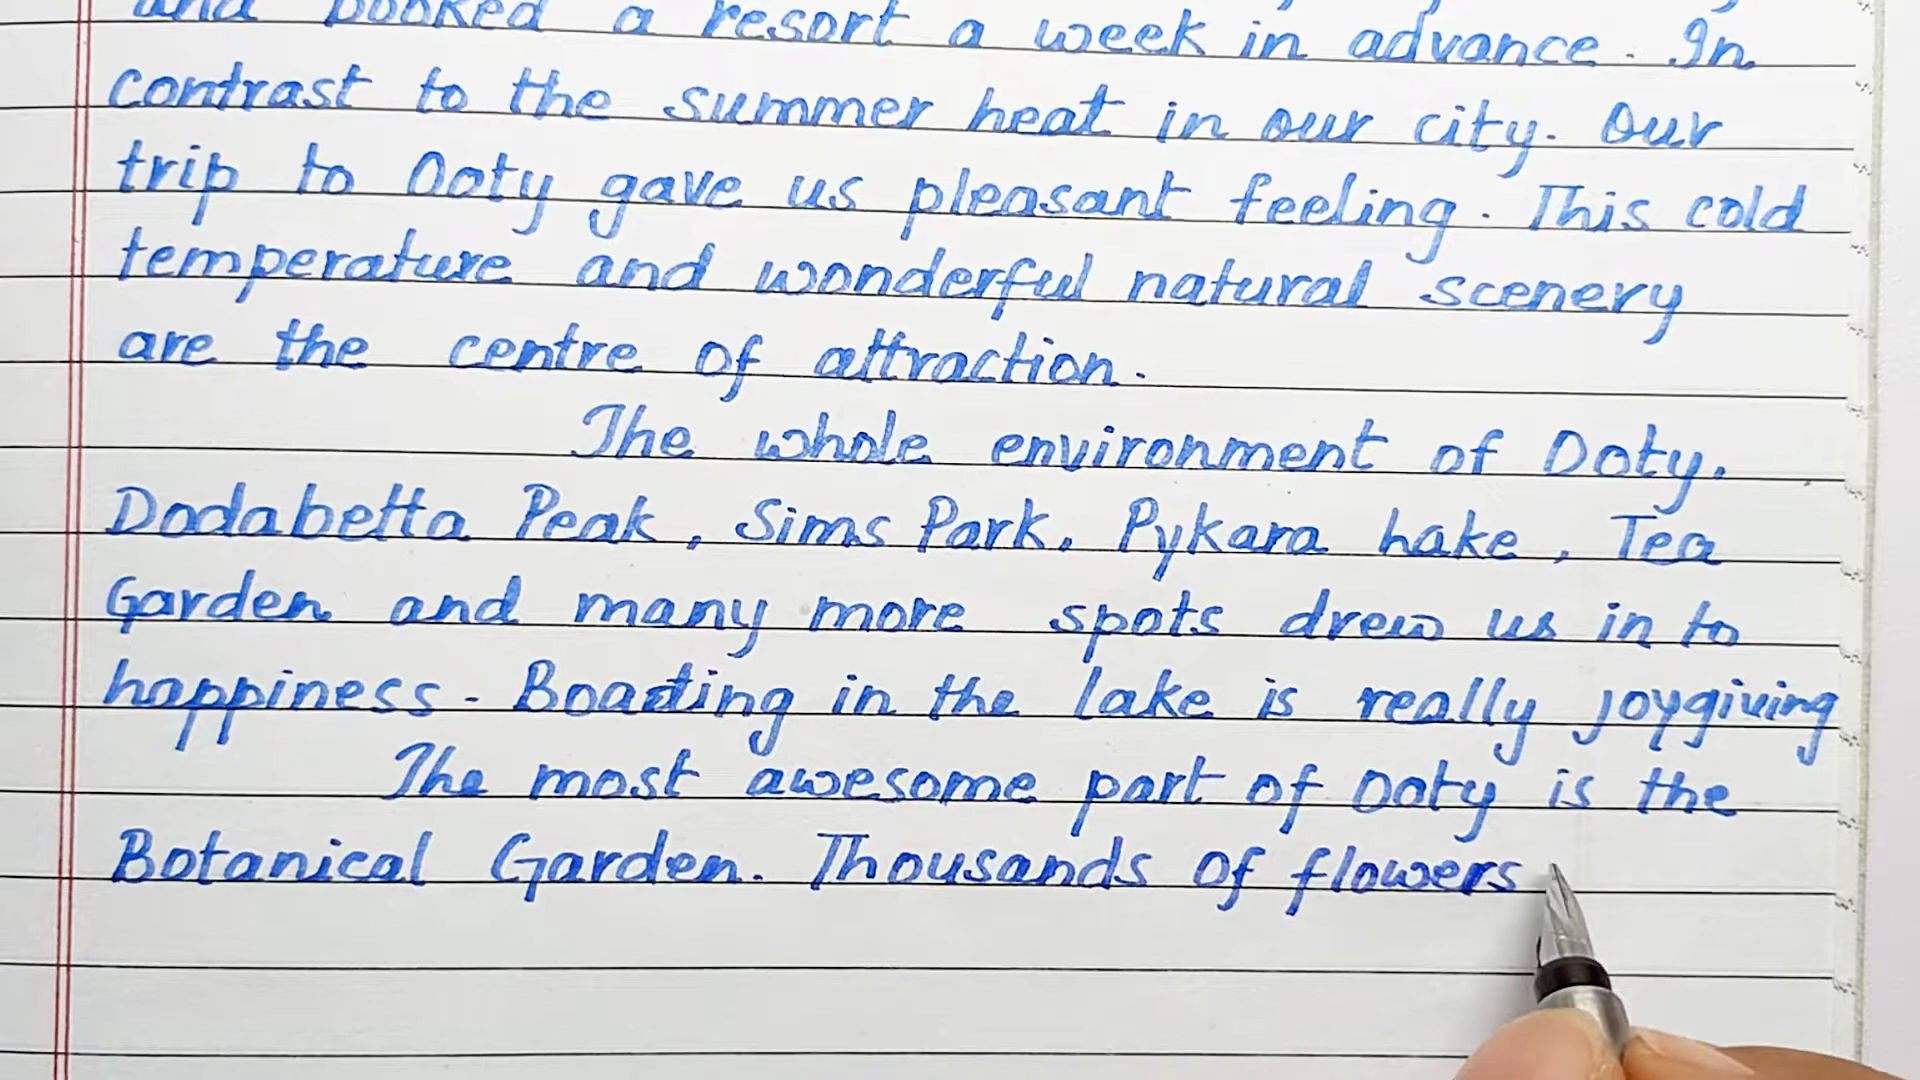 and booked a resort a week in advance. In
contrast to the summer heat in our city. Our
trip to Ooty gave us pleasant feeling. This cold
temperature and wonderful natural scenery
are the centre of attraction.
The whole environment of Ooty,
Dodabetta Peak, Sims Park, Pykara Lake, Tea
Garden and many more spots drew us in to
happiness. Boating in the lake is really joygiving
The most awesome part of Ooty is the
Botanical Garden. Thousands of flowers